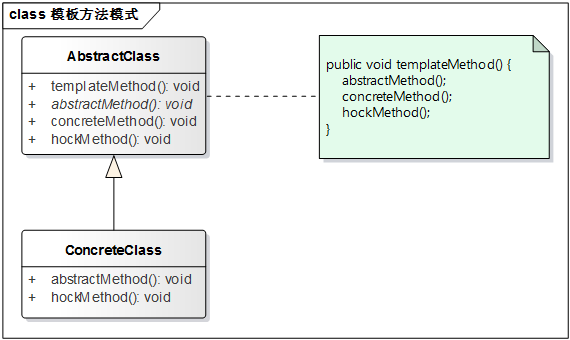 class 模板方法模式
AbstractClass
+ templateMethod(): void
+ abstractMethod(): void
+ concreteMethod(): void
+ hockMethod(): void
public void templateMethod() {
abstractMethod();
concreteMethod();
hockMethod();
}
ConcreteClass
+ abstractMethod(): void
+ hockMethod(): void